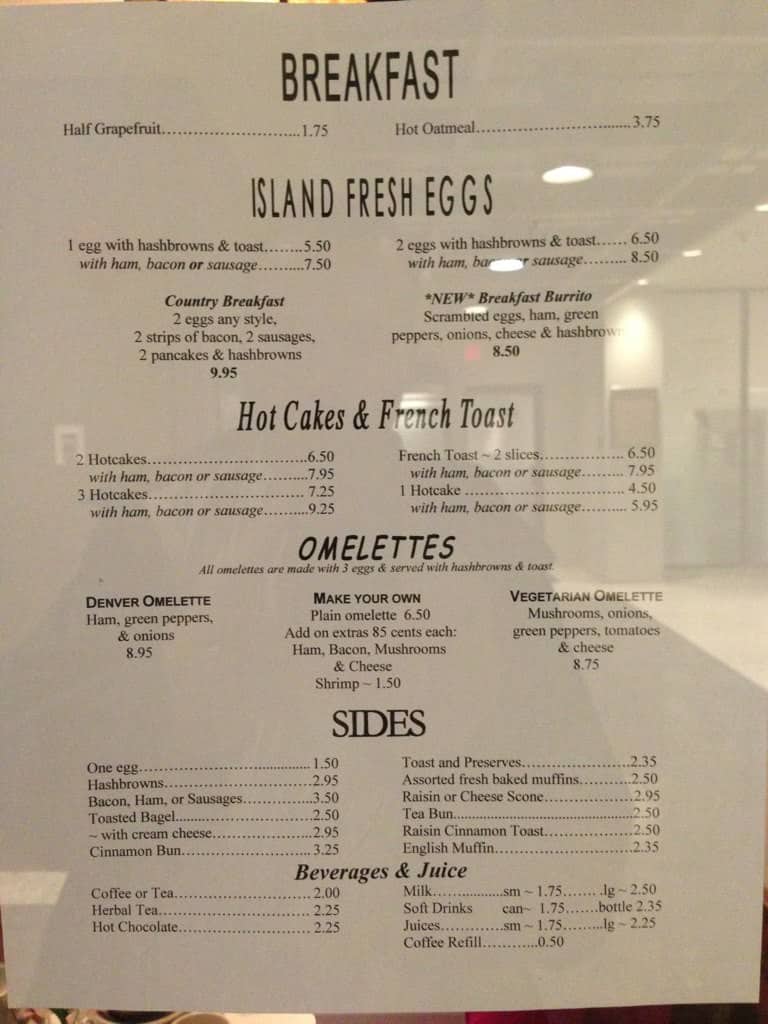 BREAKFAST
Half Grapefruit……………………...1.75
Hot Oatmeal……………………......3.75
ISLAND FRESH EGGS
1 egg with hashbrowns & toast……..5.50
with ham, bacon or sausage……...7.50
2 eggs with hashbrowns & toast…… 6.50
with ham, or sausage……... 8.50
Country Breakfast
2 eggs any style,
2 strips of bacon, 2 sausages,
2 pancakes & hashbrowns
9.95
*NEW* Breakfast Burrito
Scrambled eggs, ham, green
peppers, onions, cheese & hashbrown
8.50
Hot Cakes & French Toast
2 Hotcakes…………………………..6.50
with ham, bacon or sausage……...7.95
3 Hotcakes………………………… 7.25
with ham, bacon or sausage……...9.25
French Toast ~ 2 slices…………….. 6.50
with ham, bacon or sausage……... 7.95
1 Hotcake …………………………. 4.50
with ham, bacon or sausage……... 5.95
OMELETTES
All omelettes are made with 3 eggs & served with hashbrowns & toast.
DENVER OMELETTE
Ham, green peppers,
& onions
8.95
MAKE YOUR OWN
Plain omelette 6.50
Add on extras 85 cents each:
Ham, Bacon, Mushrooms
& Cheese
Shrimp ~ 1.50
VEGETARIAN OMELETTE
Mushrooms, onions,
green peppers, tomatoes
& cheese
8.75
SIDES
One egg………………............... 1.50
Hashbrowns……………………...2.95
Bacon, Ham, or Sausages………...3.50
Toasted Bagel.........………………2.50
~ with cream cheese……………...2.95
Cinnamon Bun…………………... 3.25
Toast and Preserves………………..2.35
Assorted fresh baked muffins……...2.50
Raisin or Cheese Scone……………2.95
Tea Bun............................................2.50
Raisin Cinnamon Toast……………2.50
English Muffin…………………….2.35
Beverages & Juice
Coffee or Tea…………………… 2.00
Herbal Tea……………………… 2.25
Hot Chocolate…………………... 2.25
Milk……..........sm ~ 1.75……. .lg ~ 2.50
Soft Drinks can~ 1.75…….bottle 2.35
Juices………….sm ~ 1.75……...lg ~ 2.25
Coffee Refill………...0.50